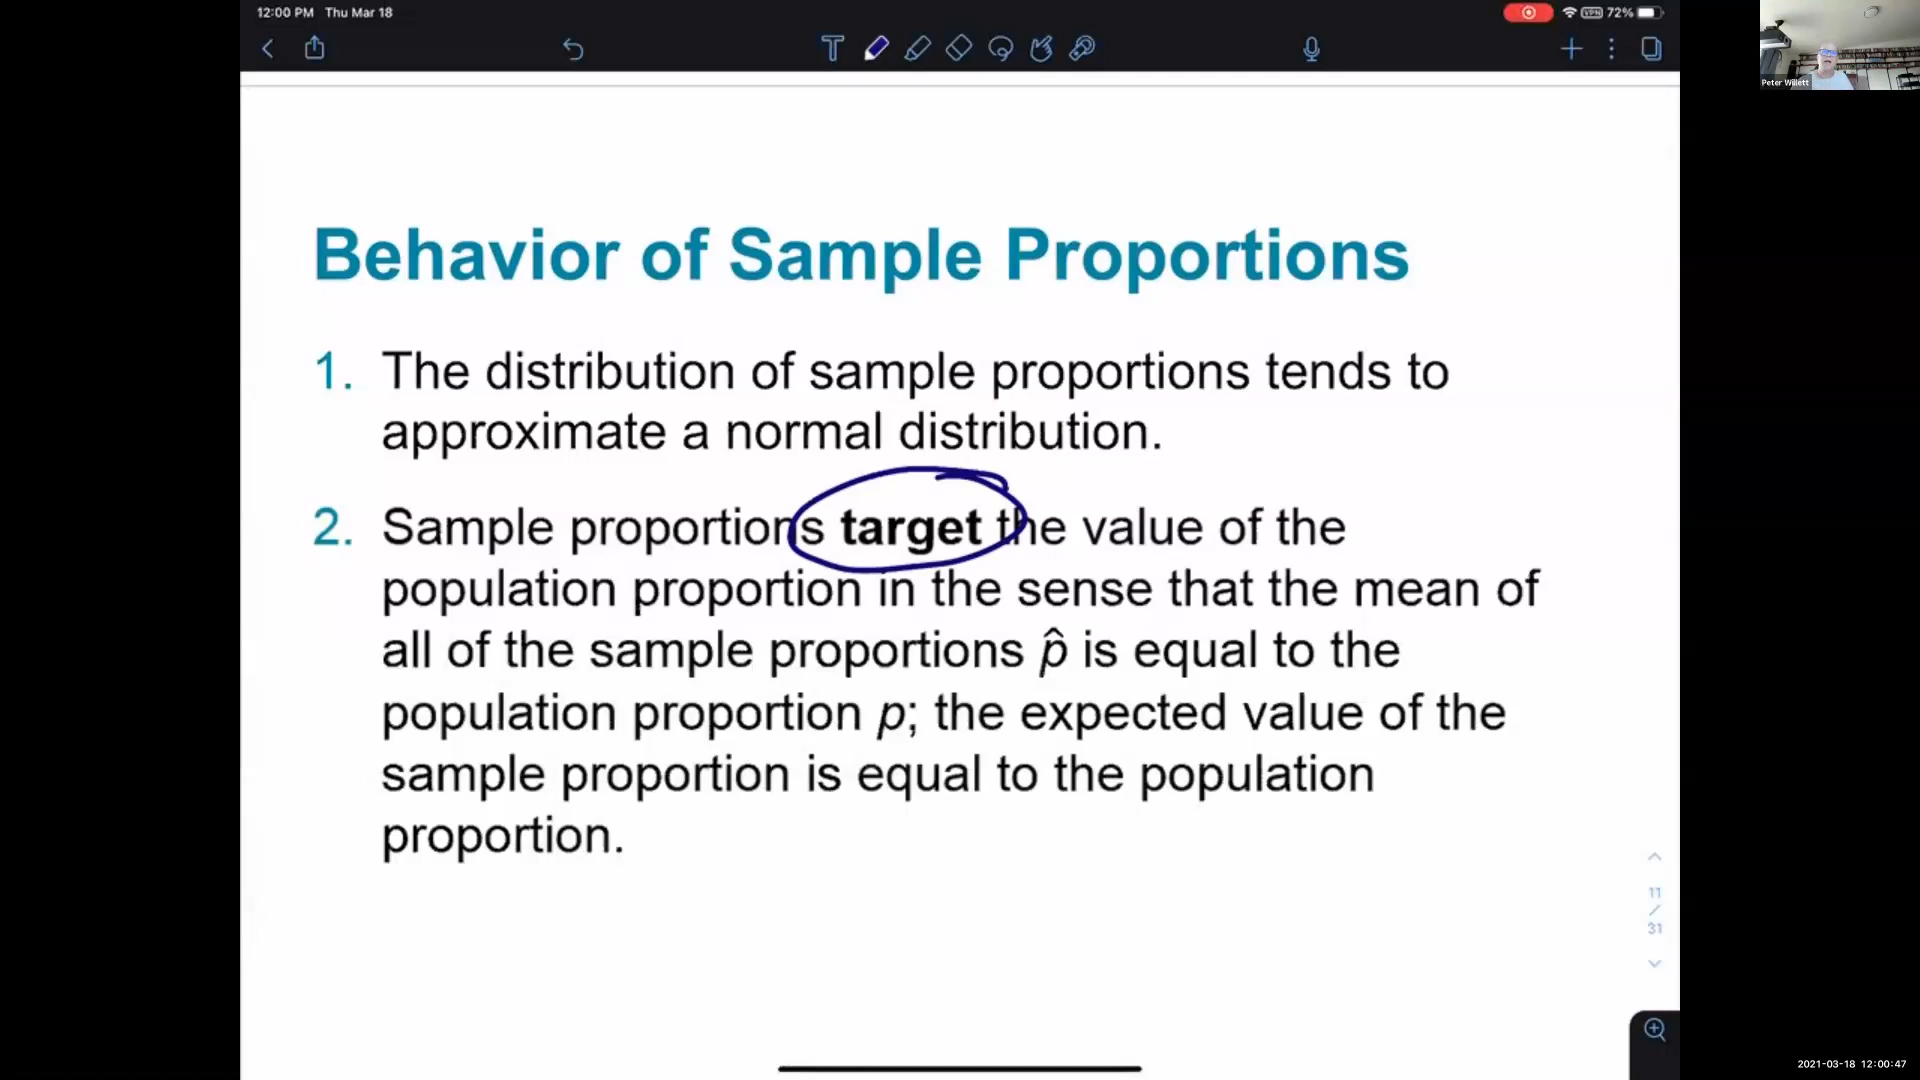 12:00 PM Thu Mar 18
VPN 72%
Peter Willett
Behavior of Sample Proportions
1. The distribution of sample proportions tends to
approximate a normal distribution.
2. Sample proportions target the value of the
population proportion in the sense that the mean of
all of the sample proportions p̂ is equal to the
population proportion p; the expected value of the
sample proportion is equal to the population
proportion.
11
/
31
2021-03-18 12:00:47